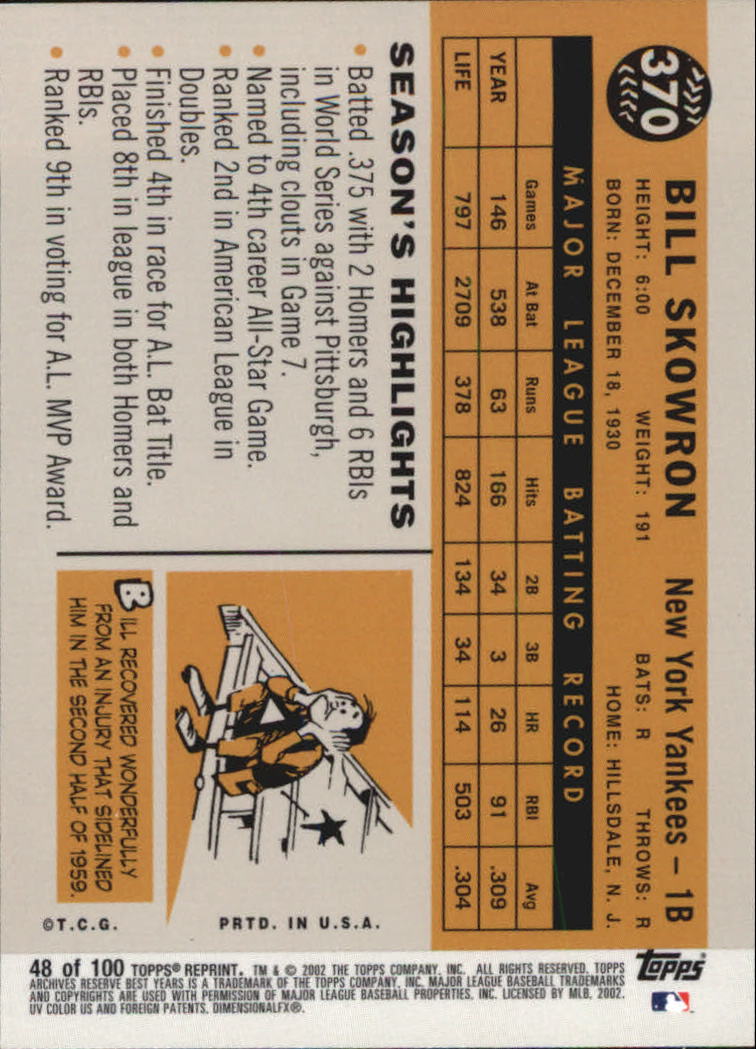 370
BILL SKOWRON New York Yankees – 1B
HEIGHT: 6:00 WEIGHT: 191 BATS: R THROWS: R
BORN: DECEMBER 18, 1930 HOME: HILLSDALE, N. J.
MAJOR LEAGUE BATTING RECORD
Games At Bat Runs Hits 2B 3B HR RBI Avg
YEAR 146 538 63 166 34 3 26 91 .309
LIFE 797 2709 378 824 134 34 114 503 .304
SEASON'S HIGHLIGHTS
• Batted .375 with 2 Homers and 6 RBIs
in World Series against Pittsburgh,
including clouts in Game 7.
• Named to 4th career All-Star Game.
• Ranked 2nd in American League in
Doubles.
• Finished 4th in race for A.L. Bat Title.
• Placed 8th in league in both Homers and
RBIs.
• Ranked 9th in voting for A.L. MVP Award.
BILL RECOVERED WONDERFULLY
FROM AN INJURY THAT SIDELINED
HIM IN THE SECOND HALF OF 1959.
©T.C.G. PRTD. IN U.S.A.
Topps
48 of 100 TOPPS® REPRINT. TM & © 2002 THE TOPPS COMPANY, INC. ALL RIGHTS RESERVED. TOPPS
ARCHIVES RESERVE BEST YEARS IS A TRADEMARK OF THE TOPPS COMPANY, INC. MAJOR LEAGUE BASEBALL TRADEMARKS
AND COPYRIGHTS ARE USED WITH PERMISSION OF MAJOR LEAGUE BASEBALL PROPERTIES, INC. LICENSED BY MLB, 2002.
UV COLOR US AND FOREIGN PATENTS. DIMENSIONALFX®.